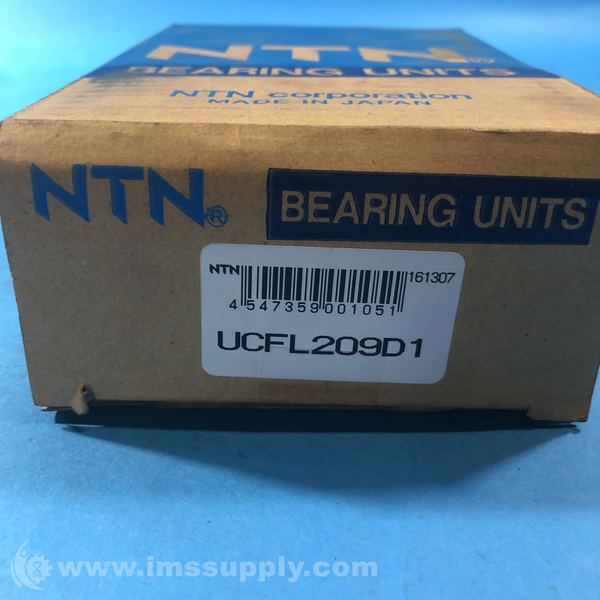 NTN
BEARING UNITS
NTN corporation
MADE IN JAPAN
NTN®
BEARING UNITS
NTN
161307
4 547359 001051
UCFL209D1
www.imssupply.com